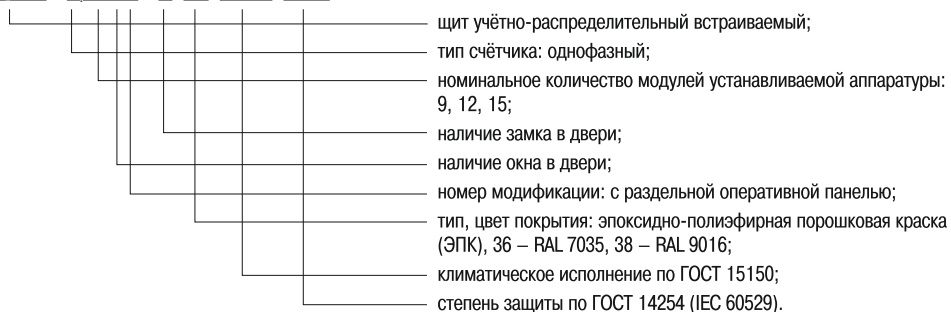 щит учётно-распределительный встраиваемый;
тип счётчика: однофазный;
номинальное количество модулей устанавливаемой аппаратуры:
9, 12, 15;
наличие замка в двери;
наличие окна в двери;
номер модификации: с раздельной оперативной панелью;
тип, цвет покрытия: эпоксидно-полиэфирная порошковая краска
(ЭПК), 36 – RAL 7035, 38 – RAL 9016;
климатическое исполнение по ГОСТ 15150;
степень защиты по ГОСТ 14254 (IEC 60529).